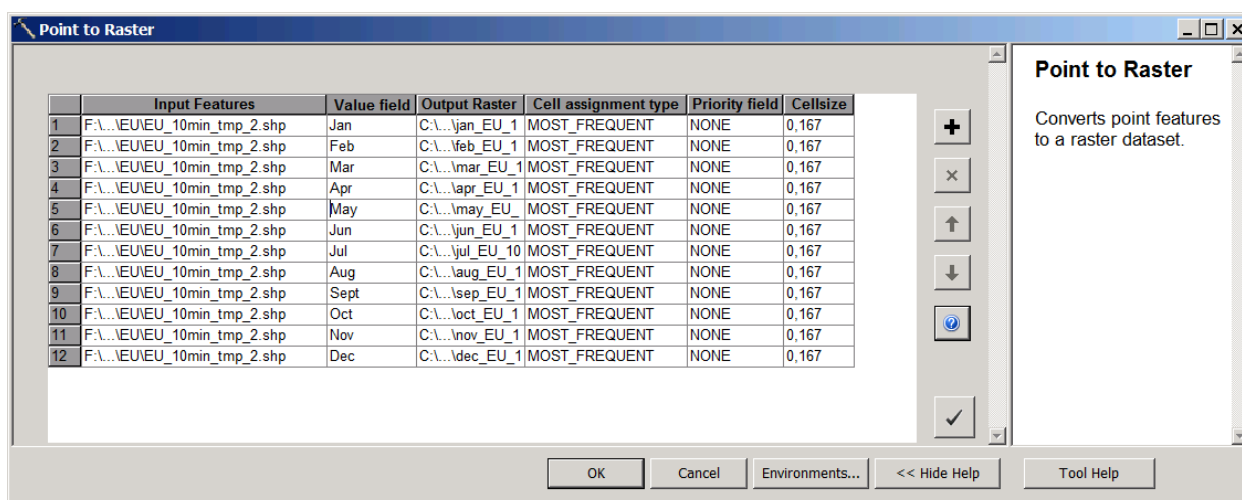 Point to Raster
Input Features Value field Output Raster Cell assignment type Priority field Cellsize
1 F:\...\EU\EU_10min_tmp_2.shp Jan C:\...\jan_EU_1 MOST_FREQUENT NONE 0,167
2 F:\...\EU\EU_10min_tmp_2.shp Feb C:\...\feb_EU_1 MOST_FREQUENT NONE 0,167
3 F:\...\EU\EU_10min_tmp_2.shp Mar C:\...\mar_EU_1 MOST_FREQUENT NONE 0,167
4 F:\...\EU\EU_10min_tmp_2.shp Apr C:\...\apr_EU_1 MOST_FREQUENT NONE 0,167
5 F:\...\EU\EU_10min_tmp_2.shp May C:\...\may_EU_ MOST_FREQUENT NONE 0,167
6 F:\...\EU\EU_10min_tmp_2.shp Jun C:\...\jun_EU_1 MOST_FREQUENT NONE 0,167
7 F:\...\EU\EU_10min_tmp_2.shp Jul C:\...\jul_EU_10 MOST_FREQUENT NONE 0,167
8 F:\...\EU\EU_10min_tmp_2.shp Aug C:\...\aug_EU_1 MOST_FREQUENT NONE 0,167
9 F:\...\EU\EU_10min_tmp_2.shp Sept C:\...\sep_EU_1 MOST_FREQUENT NONE 0,167
10 F:\...\EU\EU_10min_tmp_2.shp Oct C:\...\oct_EU_1 MOST_FREQUENT NONE 0,167
11 F:\...\EU\EU_10min_tmp_2.shp Nov C:\...\nov_EU_1 MOST_FREQUENT NONE 0,167
12 F:\...\EU\EU_10min_tmp_2.shp Dec C:\...\dec_EU_1 MOST_FREQUENT NONE 0,167
Point to Raster
Converts point features
to a raster dataset.
OK Cancel Environments... << Hide Help Tool Help